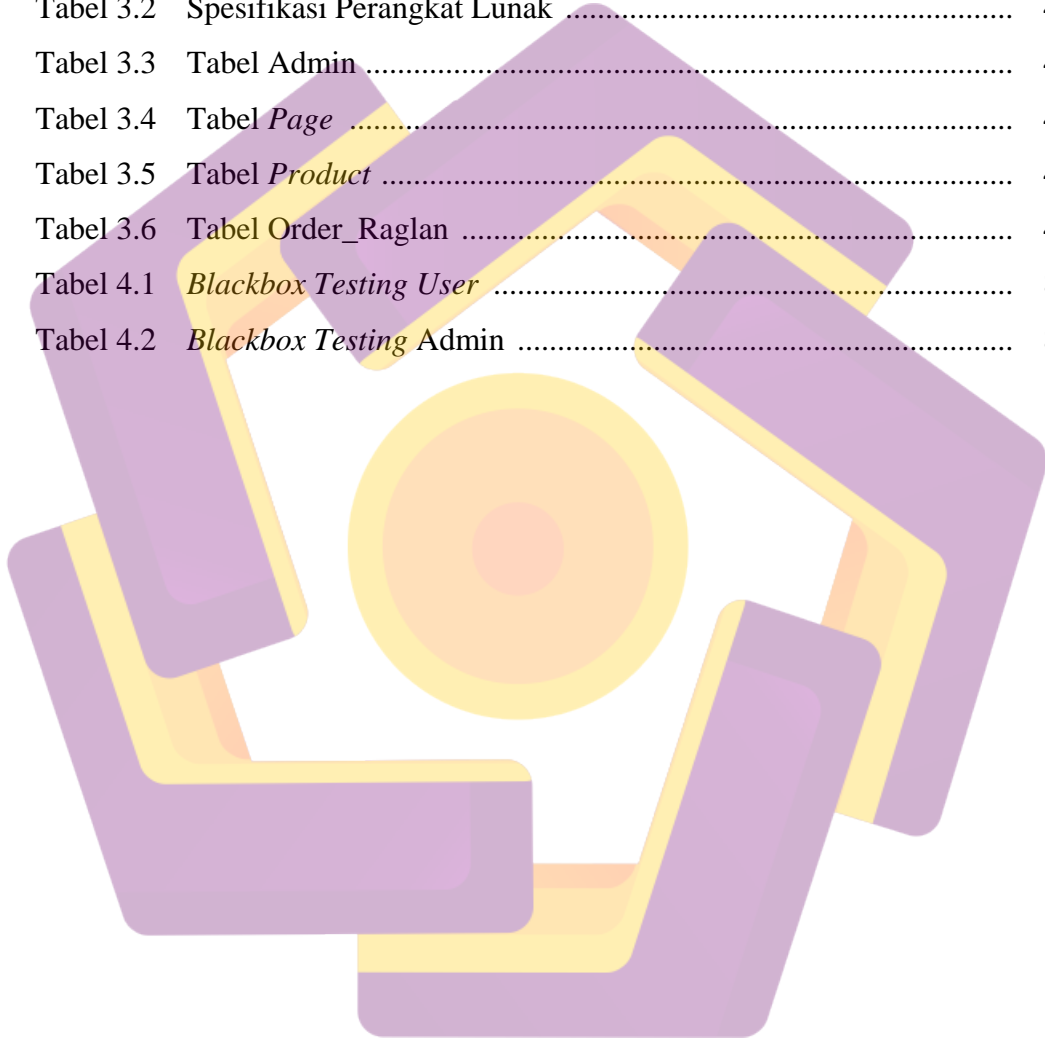 Tabel 3.2 Spesifikasi Perangkat Lunak ................................................................
Tabel 3.3 Tabel Admin ................................................................
Tabel 3.4 Tabel Page ................................................................
Tabel 3.5 Tabel Product ................................................................
Tabel 3.6 Tabel Order_Raglan ................................................................
Tabel 4.1 Blackbox Testing User ................................................................
Tabel 4.2 Blackbox Testing Admin ................................................................